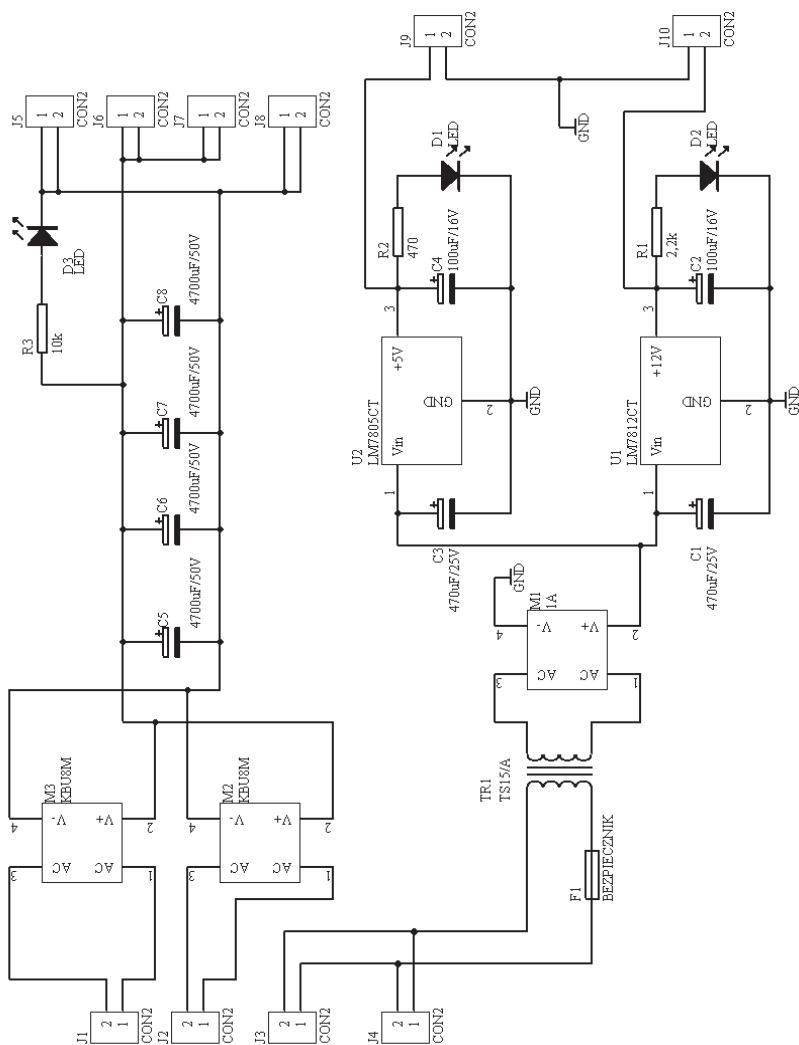 J5
1
2
CON2
J6
1
2
CON2
J7
1
2
CON2
J8
1
2
CON2
J9
1
2
CON2
J10
1
2
CON2
D3
LED
R3
10k
C8
4700uF/50V
C7
4700uF/50V
C6
4700uF/50V
C5
4700uF/50V
GND
D1
LED
R2
470
C4
100uF/16V
3
+5V
GND
2
GND
Vin
1
U2
LM7805CT
C3
470uF/25V
D2
LED
R1
2,2k
C2
100uF/16V
3
+12V
GND
2
GND
Vin
1
U1
LM7812CT
C1
470uF/25V
M3
KBU8M
4
V-
V+
2
3
AC
AC
1
M2
KBU8M
4
V-
V+
2
3
AC
AC
1
GND
M1
1A
4
V-
V+
2
3
AC
AC
1
TR1
TS15/A
F1
BEZPIECZNIK
J1
2
1
CON2
J2
2
1
CON2
J3
2
1
CON2
J4
2
1
CON2